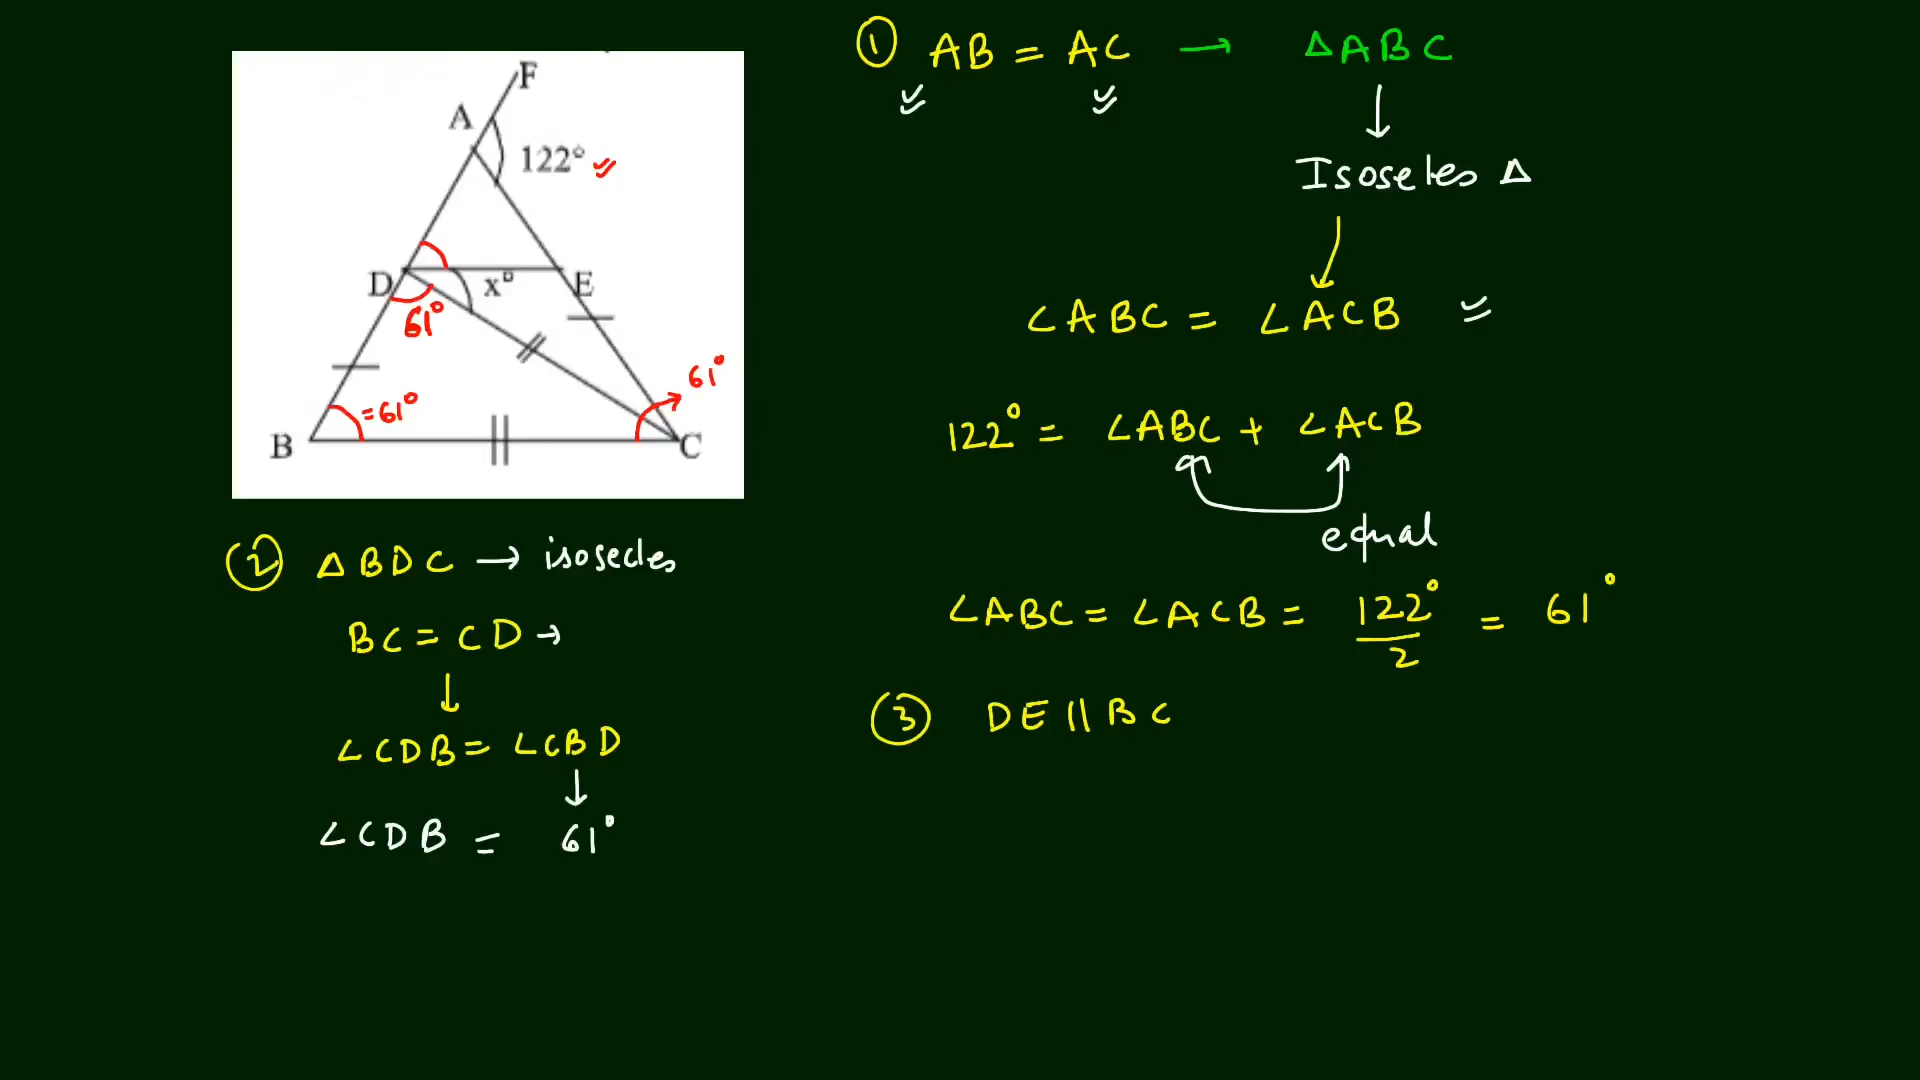 F
A
122°
D
x°
E
61°
61°
=61°
B
C
① AB = AC → ΔABC
Isoseles Δ
∠ABC = ∠ACB
122° = ∠ABC + ∠ACB
equal
∠ABC = ∠ACB = 122°/2 = 61°
② ΔBDC → isoseles
BC = CD →
∠CDB = ∠CBD
∠CDB = 61°
③ DE || BC